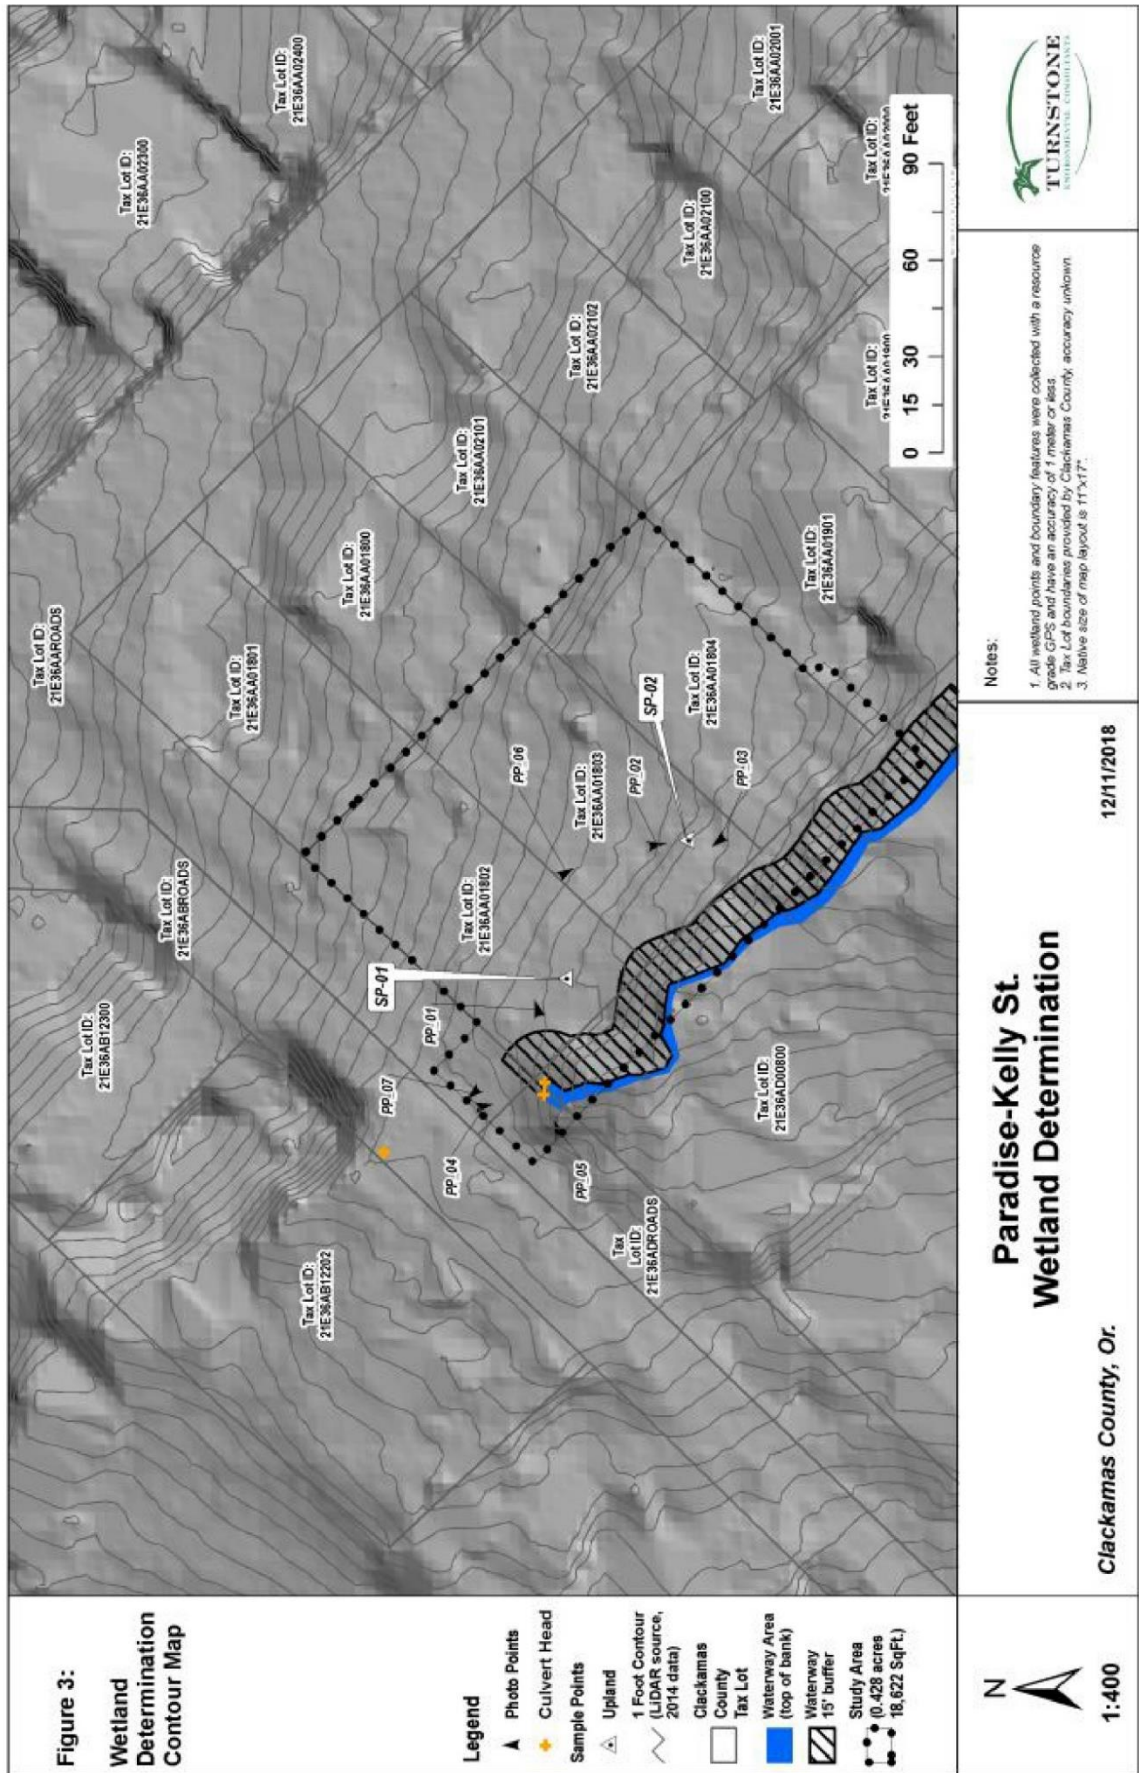 Figure 3:
Wetland
Determination
Contour Map
Legend
Photo Points
Culvert Head
Sample Points
Upland
1 Foot Contour
(LiDAR source,
2014 data)
Clackamas
County
Tax Lot
Waterway Area
(top of bank)
Waterway
15' buffer
Study Area
(0.428 acres
18,622 SqFt.)
Tax Lot ID:
21E36AB12300
Tax Lot ID:
21E36AB12202
Tax Lot ID:
21E36ABROADS
Tax Lot ID:
21E36AAROADS
Tax Lot ID:
21E36AA01801
Tax Lot ID:
21E36AA01800
Tax Lot ID:
21E36AA02300
Tax Lot ID:
21E36AA02400
Tax Lot ID:
21E36AA02101
Tax Lot ID:
21E36AA02102
Tax Lot ID:
21E36AA02100
Tax Lot ID:
21E36AA02001
Tax Lot ID:
Tax Lot ID:
Tax Lot ID:
21E36AA01901
Tax Lot ID:
21E36AA01802
Tax Lot ID:
21E36AA01803
Tax Lot ID:
21E36AA01804
Tax Lot ID:
21E36AD00800
Tax
Lot ID:
21E36ADROADS
SP-01
SP-02
PP_01
PP_07
PP_04
PP_05
PP_06
PP_02
PP_03
0 15 30 60 90 Feet
N
1:400
Paradise-Kelly St.
Wetland Determination
Clackamas County, Or.
12/11/2018
Notes:
1. All wetland points and boundary features were collected with a resource
grade GPS and have an accuracy of 1 meter or less.
2. Tax Lot boundaries provided by Clackamas County, accuracy unkown.
3. Native size of map layout is 11"x17".
TURNSTONE
ENVIRONMENTAL CONSULTANTS